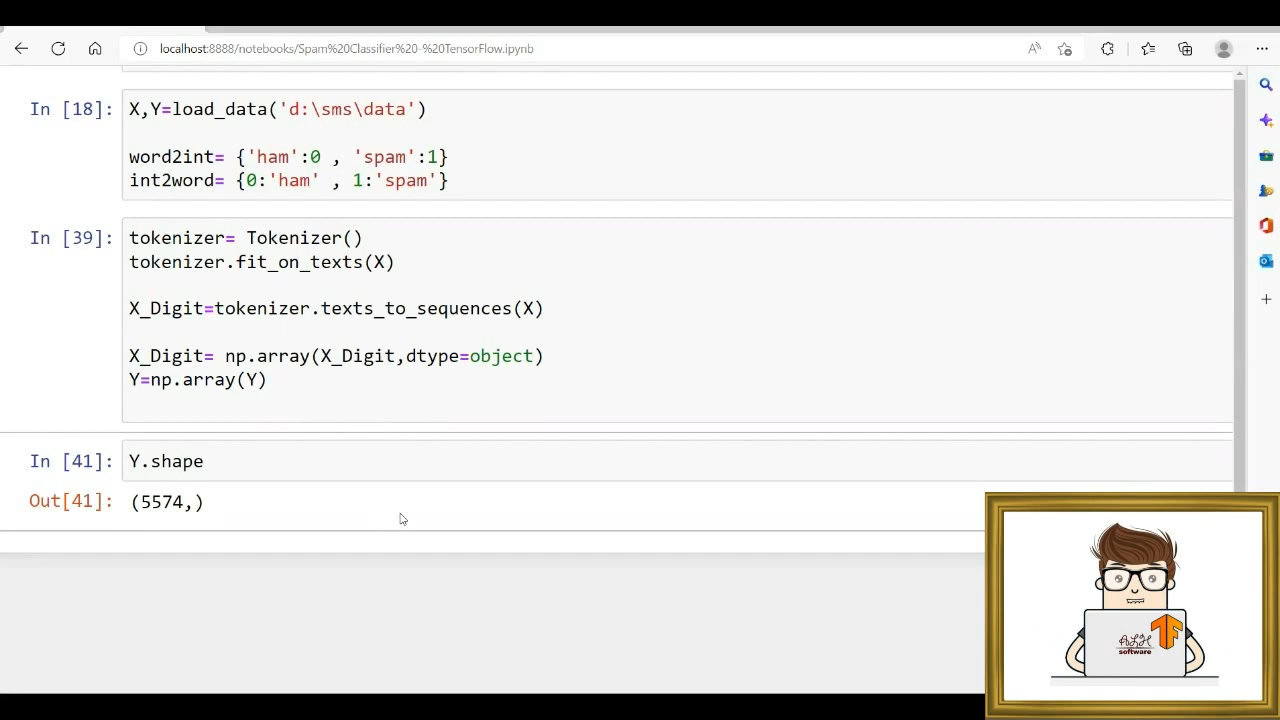 localhost:8888/notebooks/Spam%20Classifier%20-%20TensorFlow.ipynb
In [18]:
X,Y=load_data('d:\sms\data')
word2int= {'ham':0 , 'spam':1}
int2word= {0:'ham' , 1:'spam'}
In [39]:
tokenizer= Tokenizer()
tokenizer.fit_on_texts(X)
X_Digit=tokenizer.texts_to_sequences(X)
X_Digit= np.array(X_Digit,dtype=object)
Y=np.array(Y)
In [41]:
Y.shape
Out[41]:
(5574,)
software